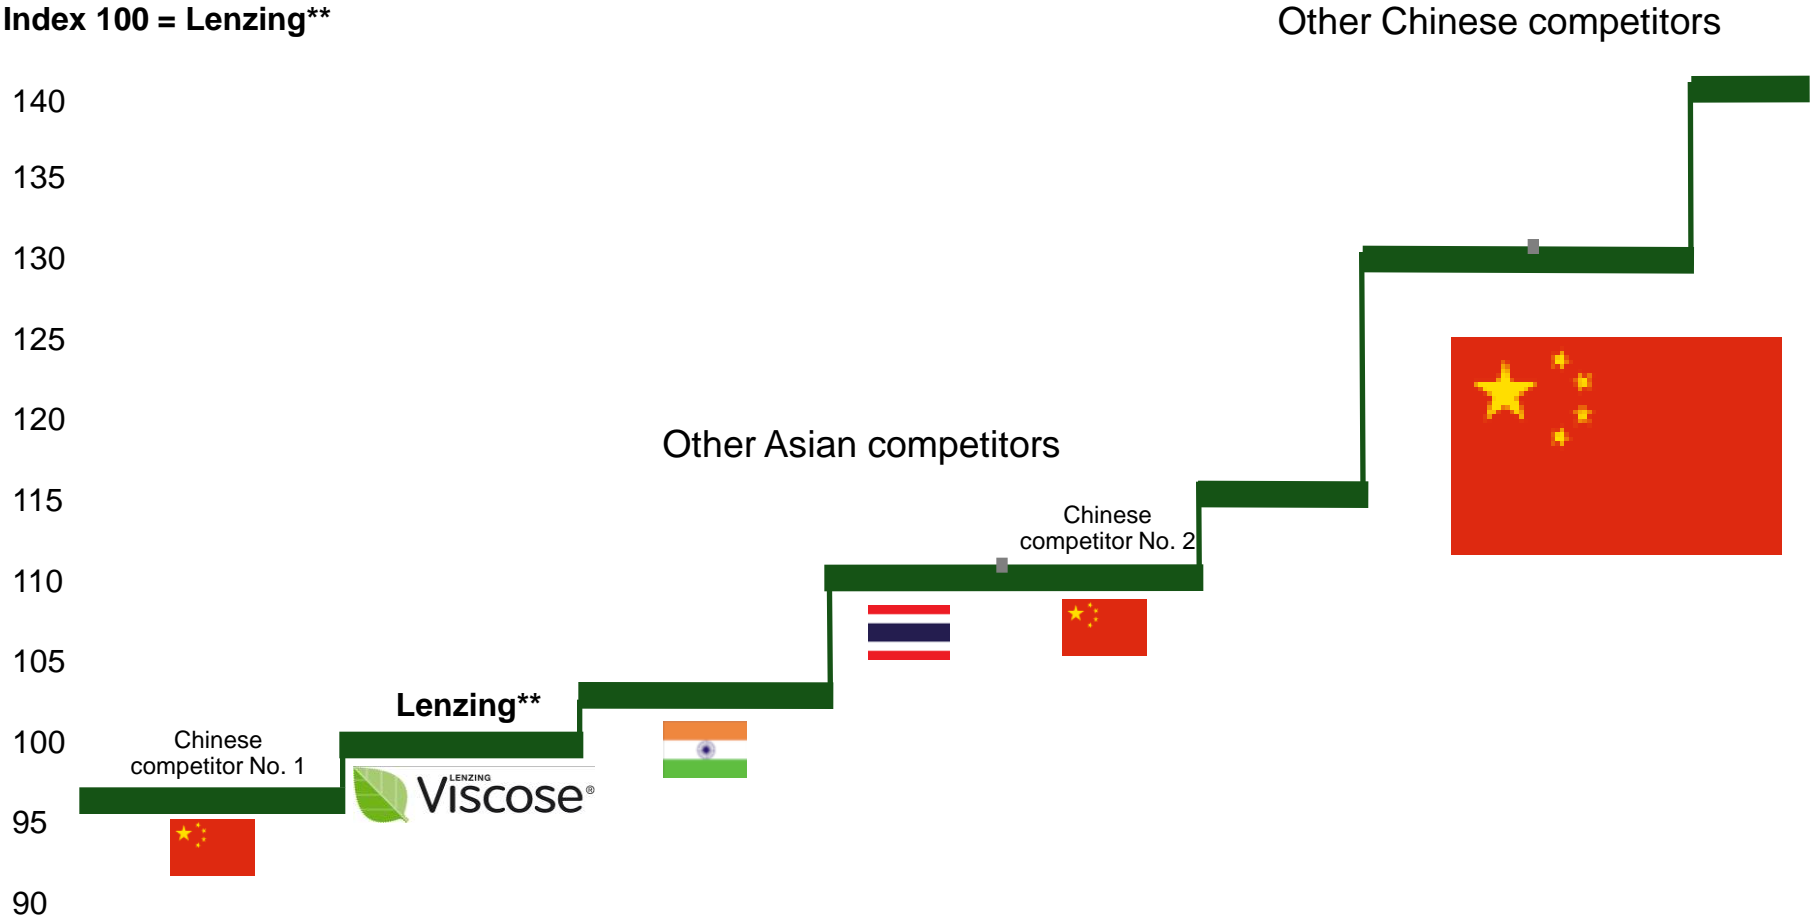 Index 100 = Lenzing**
Other Chinese competitors
140
135
130
125
120
Other Asian competitors
115
Chinese
competitor No. 2
110
105
Lenzing**
100
Chinese
competitor No. 1
LENZING
Viscose®
95
90